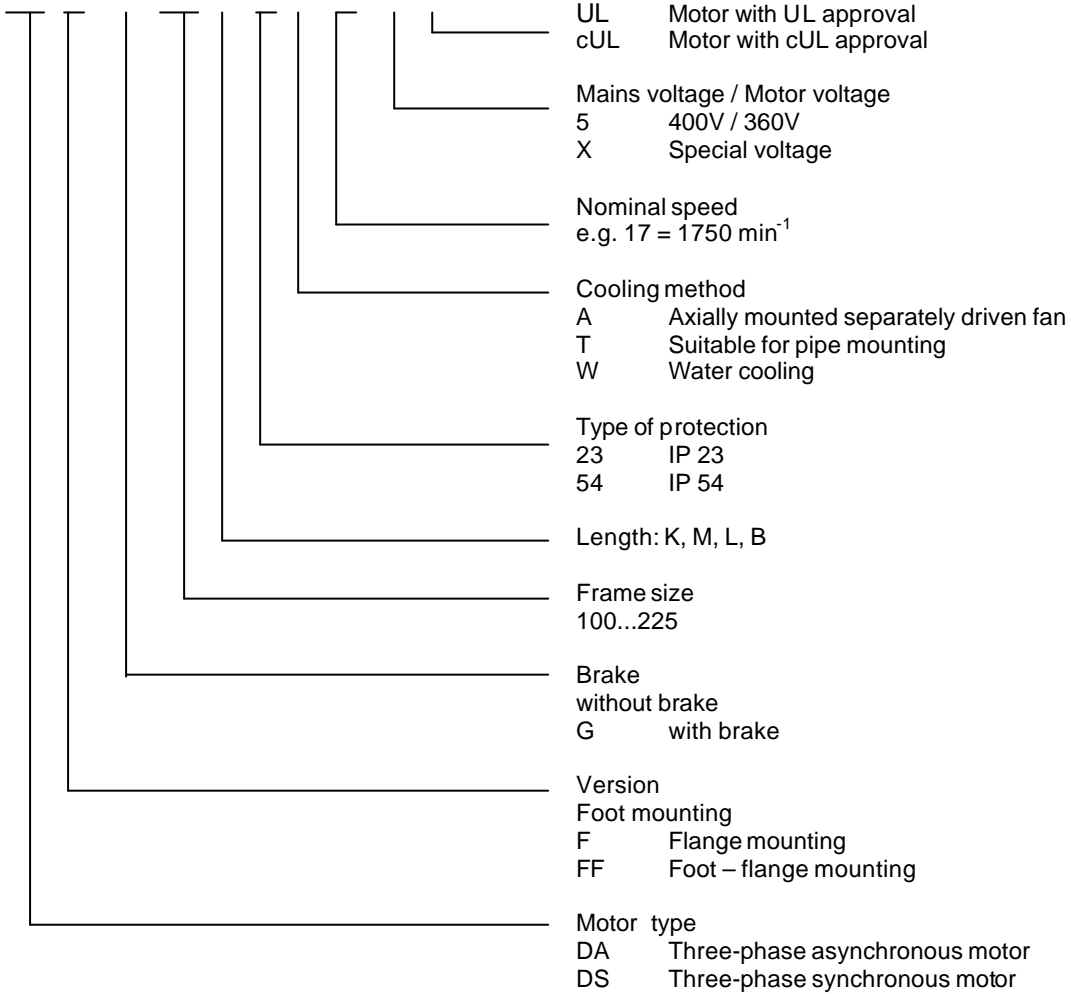 UL Motor with UL approval
cUL Motor with cUL approval
Mains voltage / Motor voltage
5 400V / 360V
X Special voltage
Nominal speed
e.g. 17 = 1750 min-1
Cooling method
A Axially mounted separately driven fan
T Suitable for pipe mounting
W Water cooling
Type of protection
23 IP 23
54 IP 54
Length: K, M, L, B
Frame size
100...225
Brake
without brake
G with brake
Version
Foot mounting
F Flange mounting
FF Foot – flange mounting
Motor type
DA Three-phase asynchronous motor
DS Three-phase synchronous motor